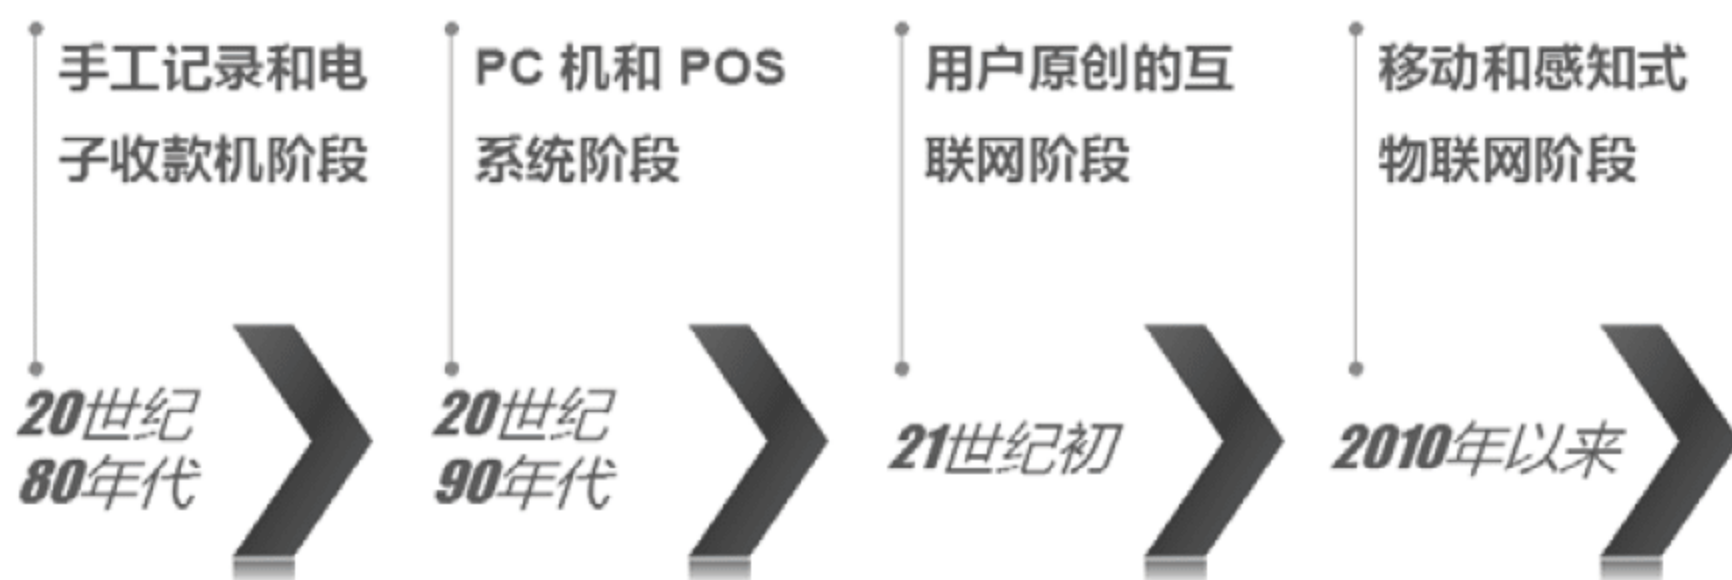 手工记录和电
子收款机阶段
20世纪
80年代
PC 机和 POS
系统阶段
20世纪
90年代
用户原创的互
联网阶段
21世纪初
移动和感知式
物联网阶段
2010年以来